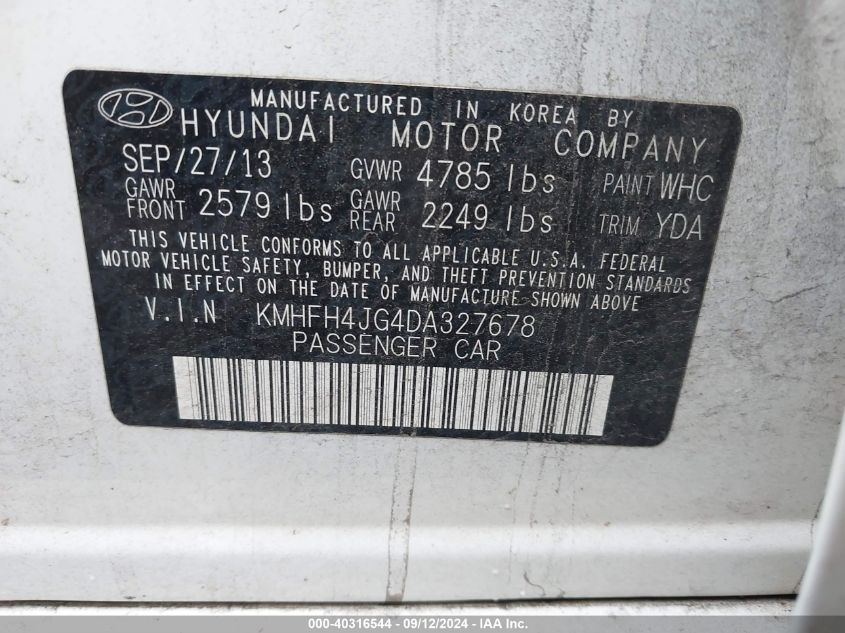 MANUFACTURED IN KOREA BY
HYUNDAI MOTOR COMPANY
SEP/27/13 GVWR 4785 lbs PAINT WHC
GAWR FRONT 2579 lbs GAWR REAR 2249 lbs TRIM YDA
THIS VEHICLE CONFORMS TO ALL APPLICABLE U.S.A. FEDERAL
MOTOR VEHICLE SAFETY, BUMPER, AND THEFT PREVENTION STANDARDS
IN EFFECT ON THE DATE OF MANUFACTURE SHOWN ABOVE
V.I.N KMHFH4JG4DA327678
PASSENGER CAR
000-40316544 - 09/12/2024 - IAA Inc.